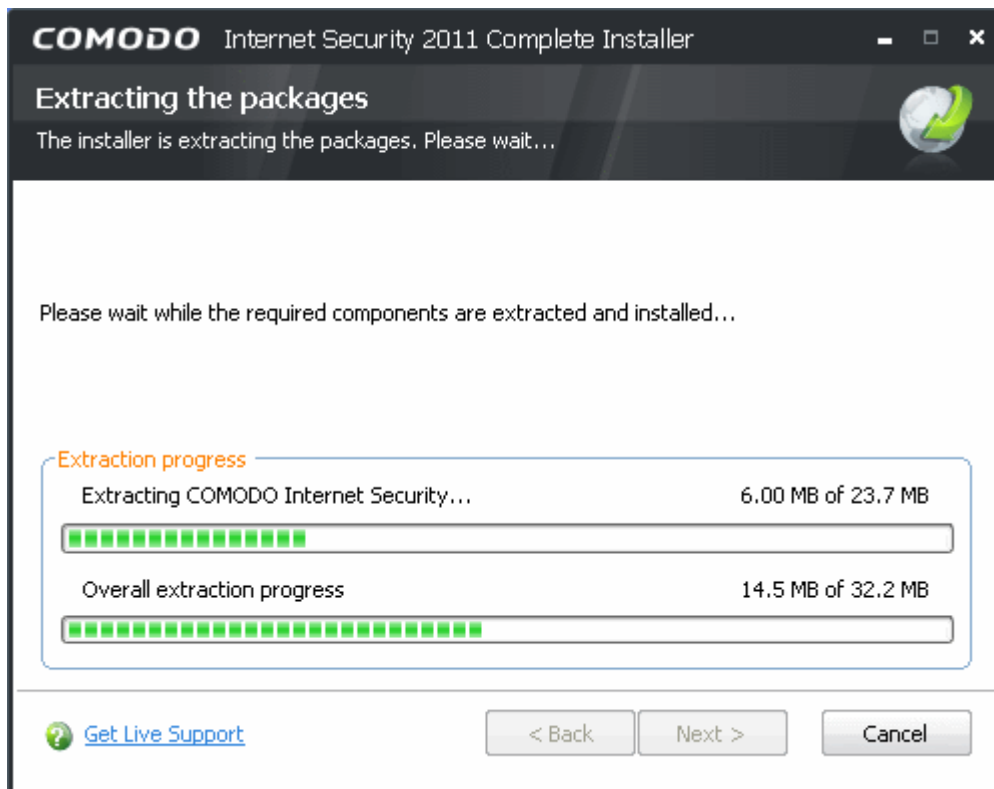 COMODO Internet Security 2011 Complete Installer
Extracting the packages
The installer is extracting the packages. Please wait...
Please wait while the required components are extracted and installed...
Extraction progress
Extracting COMODO Internet Security... 6.00 MB of 23.7 MB
Overall extraction progress 14.5 MB of 32.2 MB
Get Live Support < Back Next > Cancel